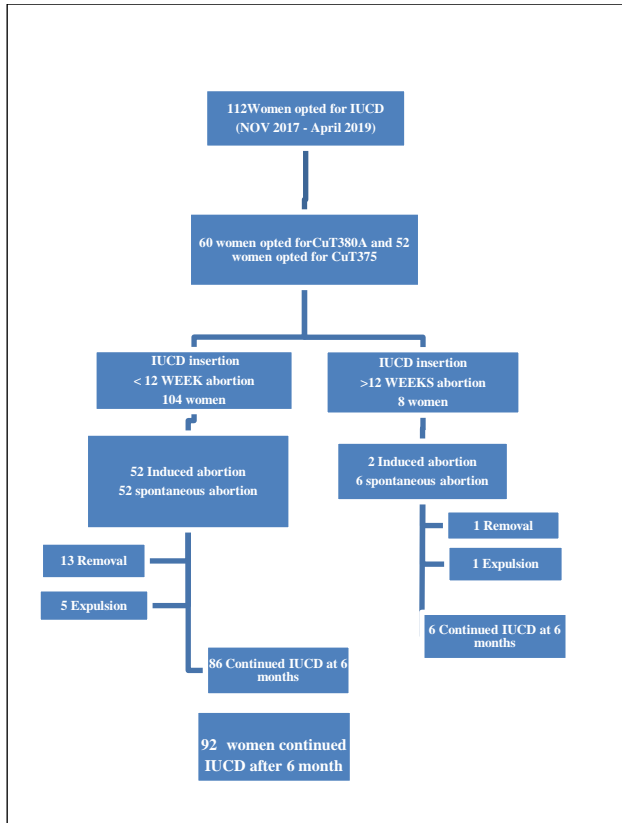 112Women opted for IUCD
(NOV 2017 - April 2019)
60 women opted forCuT380A and 52
women opted for CuT375
IUCD insertion
< 12 WEEK abortion
104 women
IUCD insertion
>12 WEEKS abortion
8 women
52 Induced abortion
52 spontaneous abortion
2 Induced abortion
6 spontaneous abortion
1 Removal
13 Removal
1 Expulsion
5 Expulsion
6 Continued IUCD at 6
months
86 Continued IUCD at 6
months
92 women continued
IUCD after 6 month